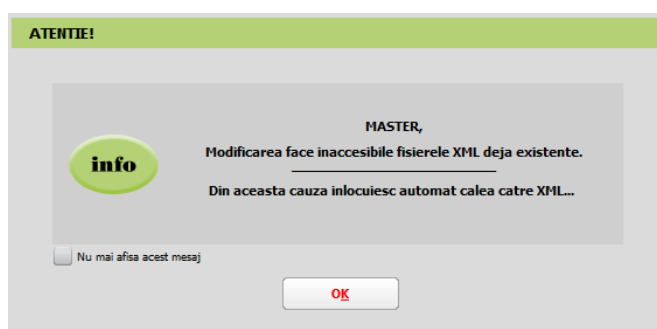 ATENTIE!
MASTER,
Modificarea face inaccesibile fisierele XML deja existente.
info
Din aceasta cauza inlocuiesc automat calea catre XML...
Nu mai afisa acest mesaj
OK